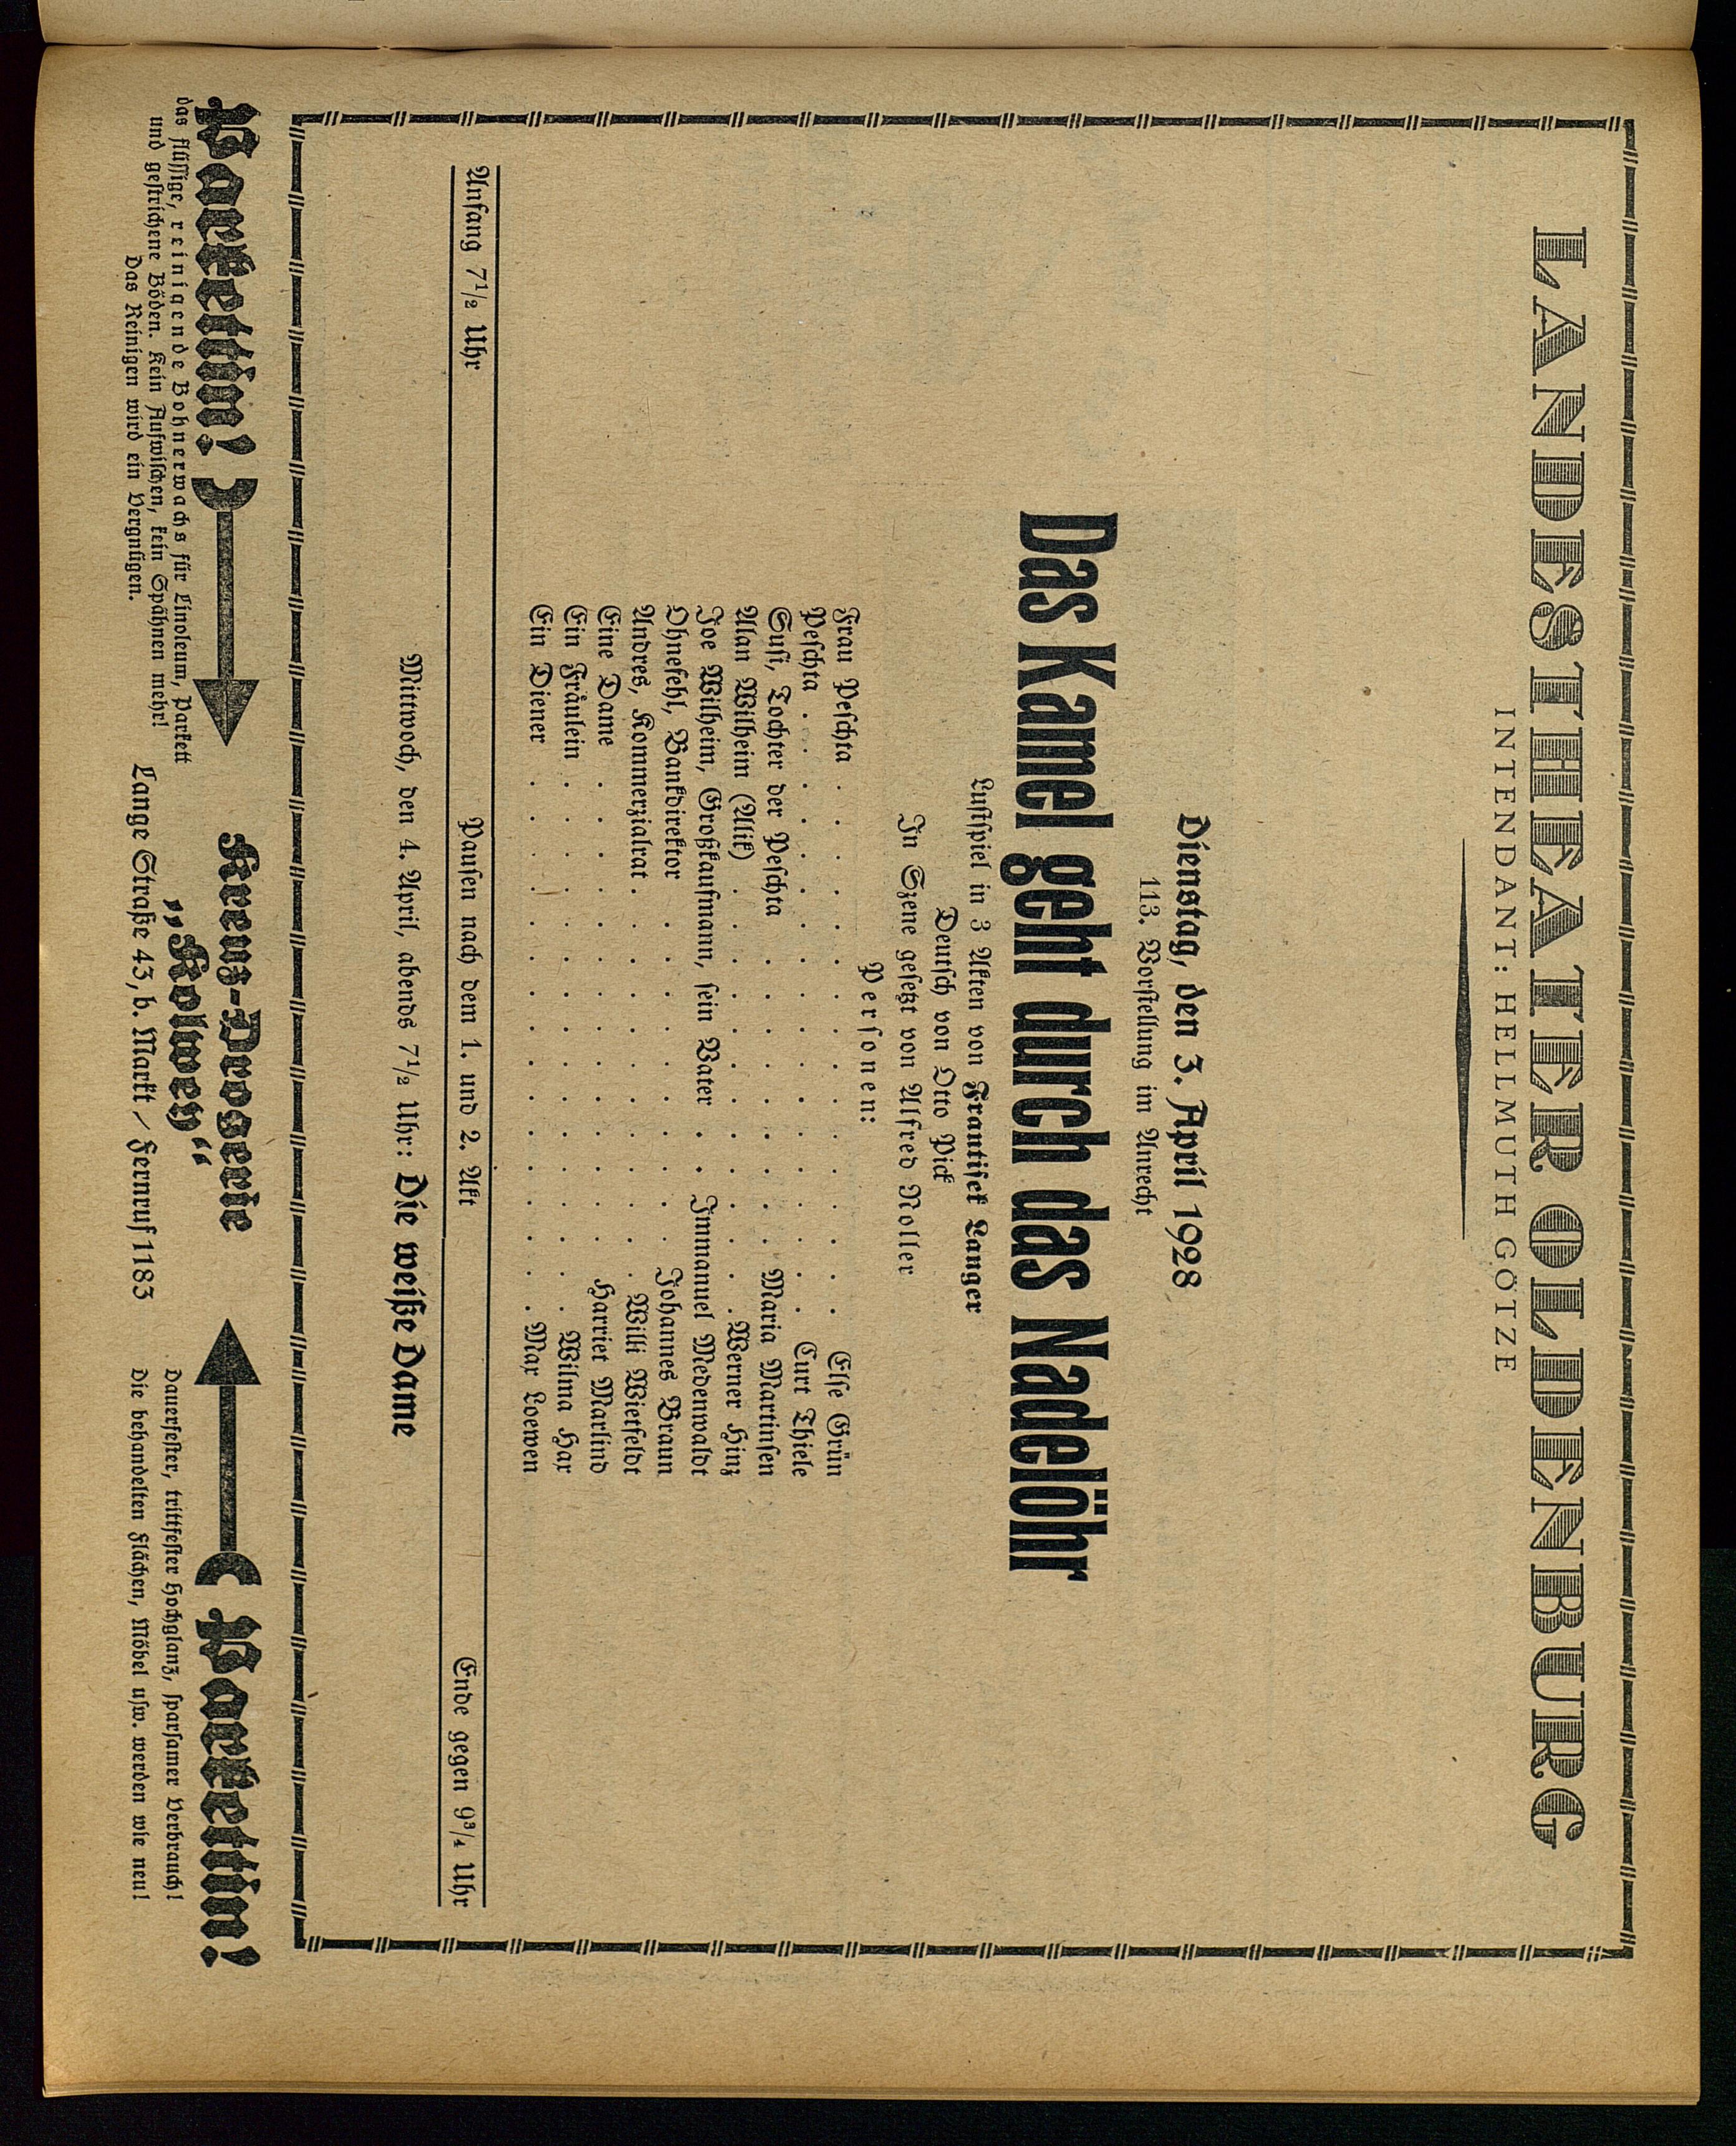 LANDESTHEATER OLDENBURG
INTENDANT: HELLMUTH GÖTZE
Dienstag, den 3. April 1928
113. Vorstellung im Anrecht
Das Kamel geht durch das Nadelöhr
Lustspiel in 3 Akten von Frantisek Langer
Deutsch von Otto Pick
In Szene gesetzt von Alfred Noller
Personen:
Frau Peschta . . . . . . . . . . . . . . . . Else Grün
Peschta . . . . . . . . . . . . . . . . . . Curt Thiele
Susi, Tochter der Peschta . . . . . . . . . . Maria Martinsen
Alan Wilheim (Alik) . . . . . . . . . . . . . Werner Hinz
Joe Wilheim, Großkaufmann, sein Vater . . Immanuel Medenwaldt
Ohnesehl, Bankdirektor . . . . . . . . . . . Johannes Braun
Andres, Kommerzialrat . . . . . . . . . . . . Willi Wietfeldt
Eine Dame . . . . . . . . . . . . . . . Harriet Marlind
Ein Fräulein . . . . . . . . . . . . . . . . Wilma Har
Ein Diener . . . . . . . . . . . . . . . . Max Loewen
Anfang 7 1/2 Uhr Pausen nach dem 1. und 2. Akt Ende gegen 9 3/4 Uhr
Mittwoch, den 4. April, abends 7 1/2 Uhr: Die weiße Dame
Parkettin!
das flüssige, reinigende Bohnerwachs für Linoleum, Parkett
und gestrichene Böden. Kein Aufwischen, kein Spähnen mehr!
Das Reinigen wird ein Vergnügen.
Kreuz-Drogerie
„Kolwey“
Lange Straße 43, b. Markt / Fernruf 1183
Parkettin!
Dauerfester, trittfester Hochglanz, sparsamer Verbrauch!
Die behandelten Flächen, Möbel usw. werden wie neu!